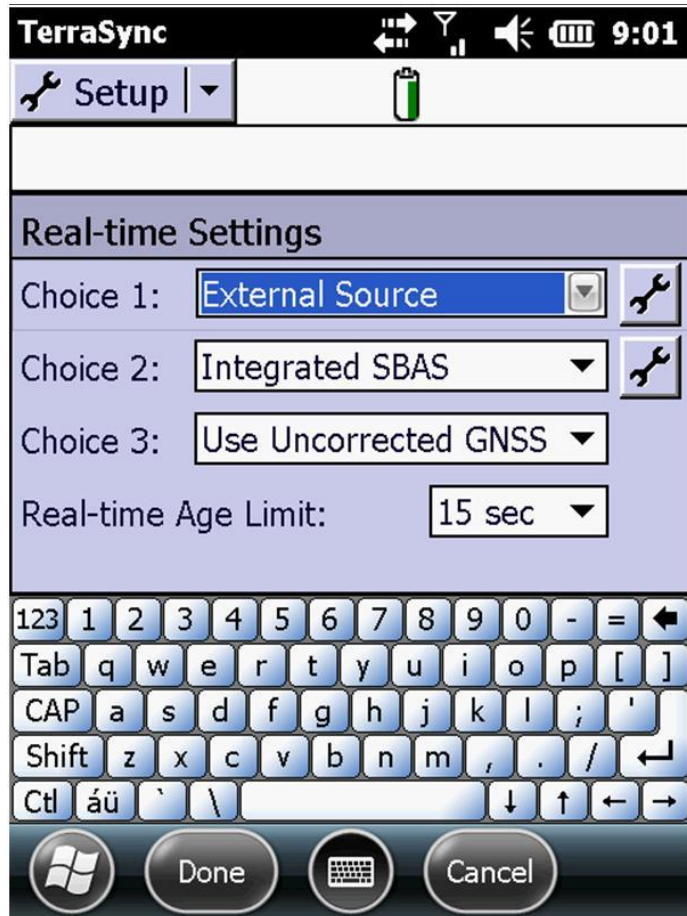 TerraSync 9:01
Setup
Real-time Settings
Choice 1: External Source
Choice 2: Integrated SBAS
Choice 3: Use Uncorrected GNSS
Real-time Age Limit: 15 sec
123 1 2 3 4 5 6 7 8 9 0 - =
Tab q w e r t y u i o p [ ]
CAP a s d f g h j k l ; '
Shift z x c v b n m , . /
Ctl áü ` \
Done Cancel